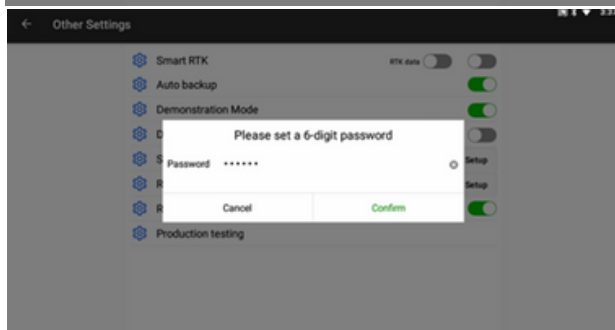 Other Settings
Smart RTK RTK data
Auto backup
Demonstration Mode
D
Please set a 6-digit password
S Password •••••• Setup
R Setup
R Cancel Confirm
Production testing